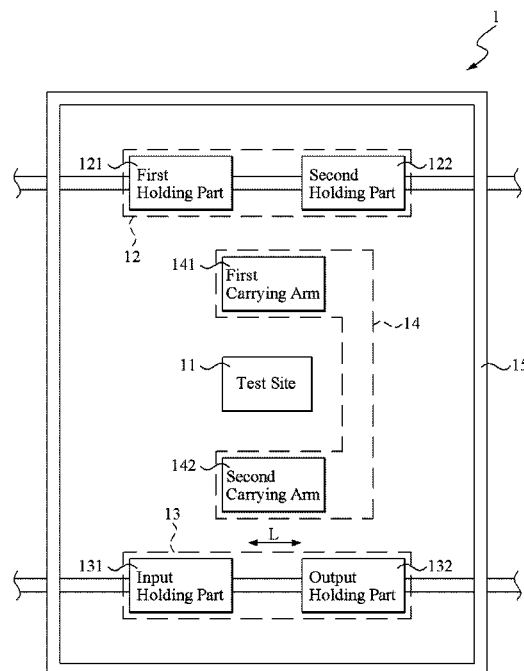 1
121
First
Holding Part
Second
Holding Part
122
12
141
First
Carrying Arm
14
11
Test Site
15
142
Second
Carrying Arm
13
L
131
Input
Holding Part
Output
Holding Part
132